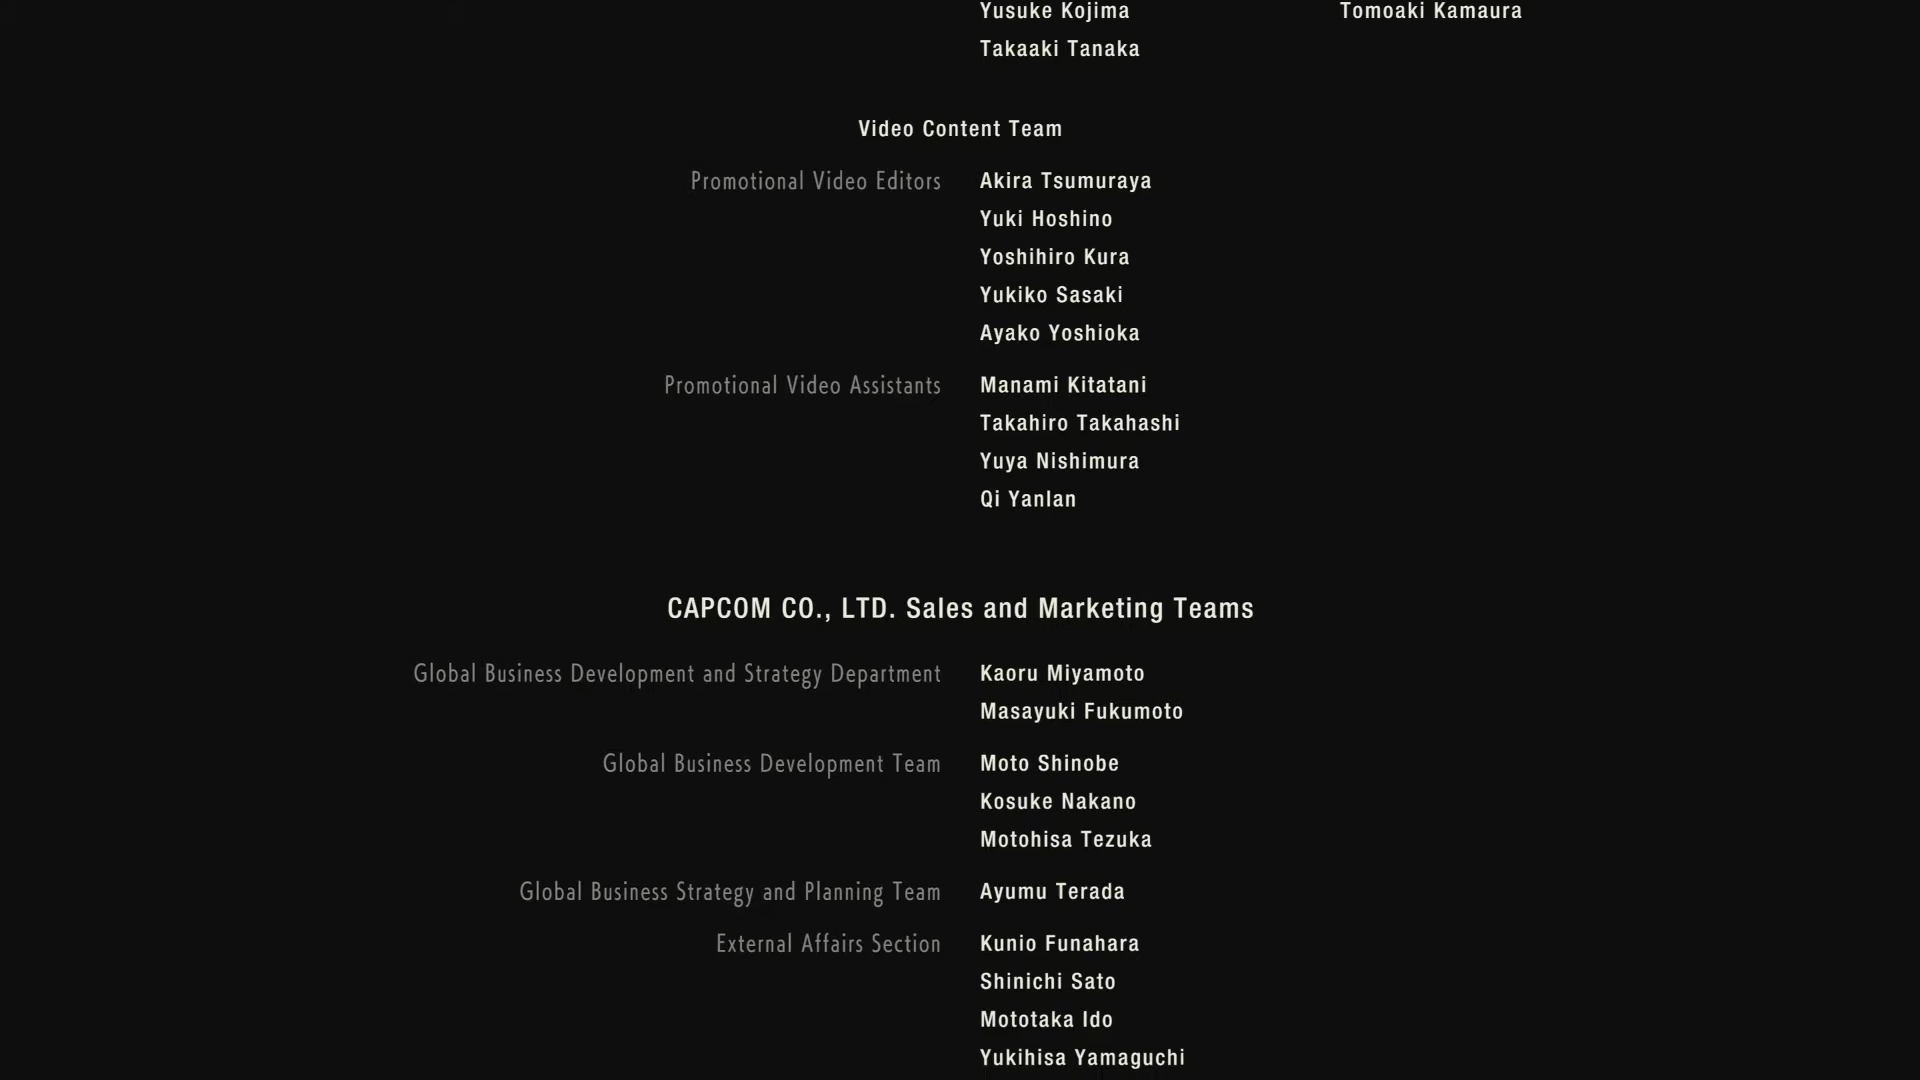 Yusuke Kojima Tomoaki Kamaura
Takaaki Tanaka
Video Content Team
Promotional Video Editors Akira Tsumuraya
Yuki Hoshino
Yoshihiro Kura
Yukiko Sasaki
Ayako Yoshioka
Promotional Video Assistants Manami Kitatani
Takahiro Takahashi
Yuya Nishimura
Qi Yanlan
CAPCOM CO., LTD. Sales and Marketing Teams
Global Business Development and Strategy Department Kaoru Miyamoto
Masayuki Fukumoto
Global Business Development Team Moto Shinobe
Kosuke Nakano
Motohisa Tezuka
Global Business Strategy and Planning Team Ayumu Terada
External Affairs Section Kunio Funahara
Shinichi Sato
Mototaka Ido
Yukihisa Yamaguchi